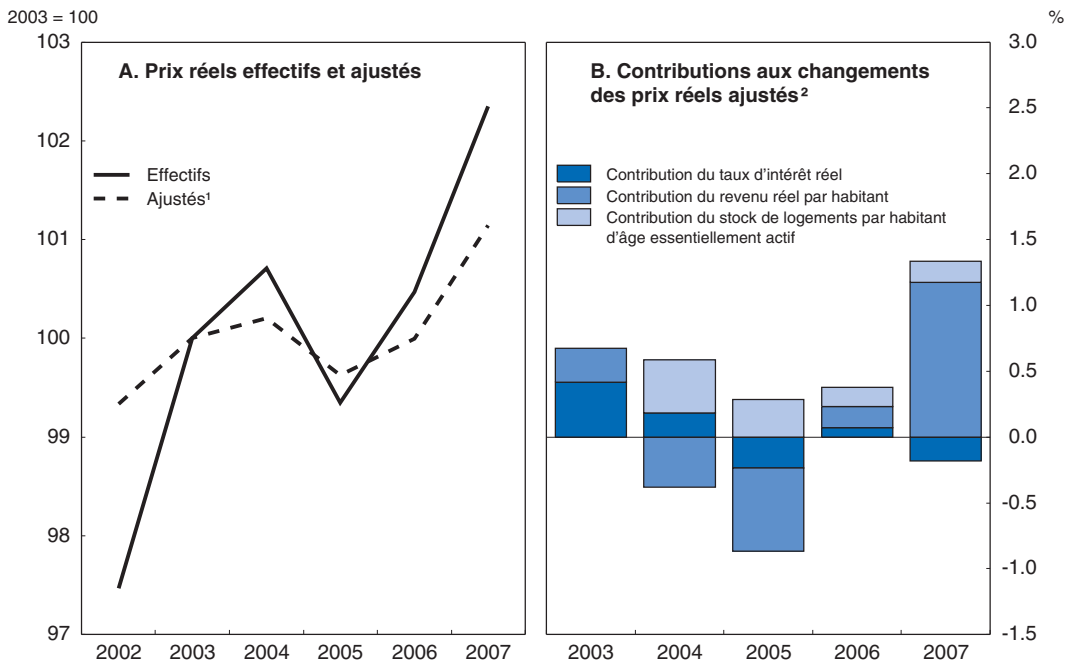 2003 = 100
A. Prix réels effectifs et ajustés
Effectifs
Ajustés¹
103
102
101
100
99
98
97
2002 2003 2004 2005 2006 2007
%
B. Contributions aux changements
des prix réels ajustés²
Contribution du taux d'intérêt réel
Contribution du revenu réel par habitant
Contribution du stock de logements par habitant
d'âge essentiellement actif
3.0
2.5
2.0
1.5
1.0
0.5
0.0
-0.5
-1.0
-1.5
2003 2004 2005 2006 2007